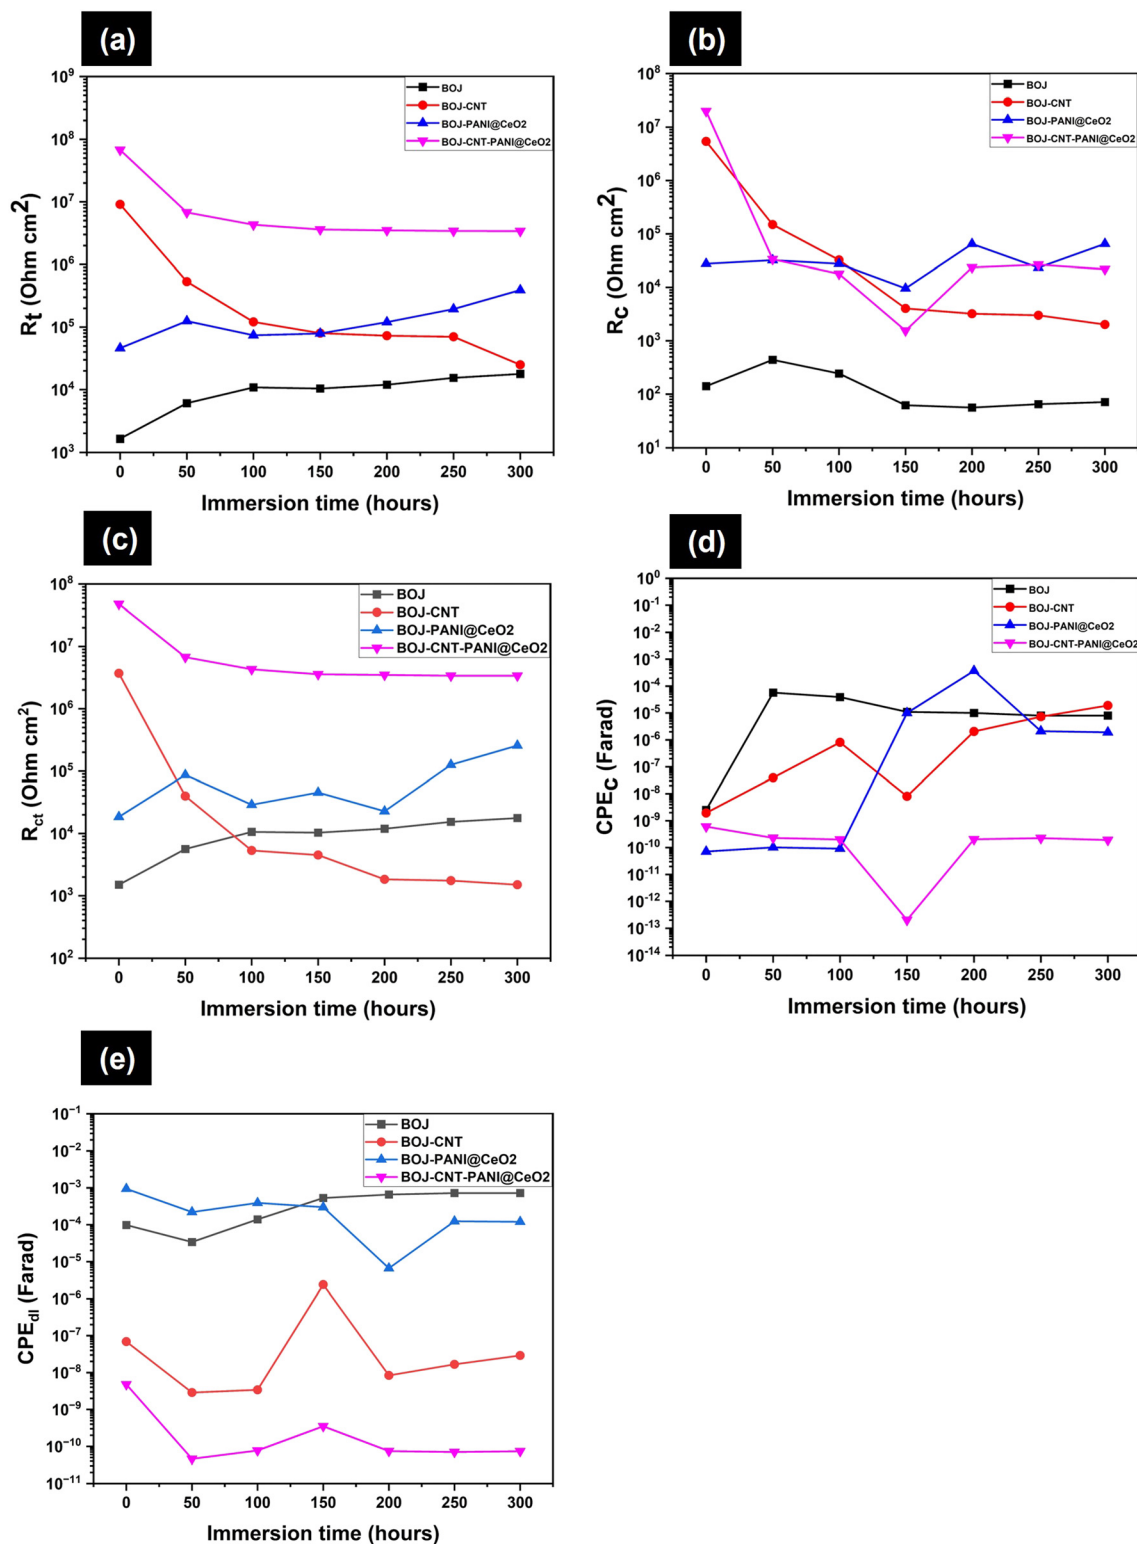 (a)
10⁹
10⁸
10⁷
10⁶
10⁵
10⁴
10³
Rt (Ohm cm²)
BOJ
BOJ-CNT
BOJ-PANI@CeO2
BOJ-CNT-PANI@CeO2
0 50 100 150 200 250 300
Immersion time (hours)
(b)
10⁸
10⁷
10⁶
10⁵
10⁴
10³
10²
10¹
Rc (Ohm cm²)
BOJ
BOJ-CNT
BOJ-PANI@CeO2
BOJ-CNT-PANI@CeO2
0 50 100 150 200 250 300
Immersion time (hours)
(c)
10⁸
10⁷
10⁶
10⁵
10⁴
10³
10²
R_ct (Ohm cm²)
BOJ
BOJ-CNT
BOJ-PANI@CeO2
BOJ-CNT-PANI@CeO2
0 50 100 150 200 250 300
Immersion time (hours)
(d)
10⁰
10⁻¹
10⁻²
10⁻³
10⁻⁴
10⁻⁵
10⁻⁶
10⁻⁷
10⁻⁸
10⁻⁹
10⁻¹⁰
10⁻¹¹
10⁻¹²
10⁻¹³
10⁻¹⁴
CPE_C (Farad)
BOJ
BOJ-CNT
BOJ-PANI@CeO2
BOJ-CNT-PANI@CeO2
0 50 100 150 200 250 300
Immersion time (hours)
(e)
10⁻¹
10⁻²
10⁻³
10⁻⁴
10⁻⁵
10⁻⁶
10⁻⁷
10⁻⁸
10⁻⁹
10⁻¹⁰
10⁻¹¹
CPE_dl (Farad)
BOJ
BOJ-CNT
BOJ-PANI@CeO2
BOJ-CNT-PANI@CeO2
0 50 100 150 200 250 300
Immersion time (hours)